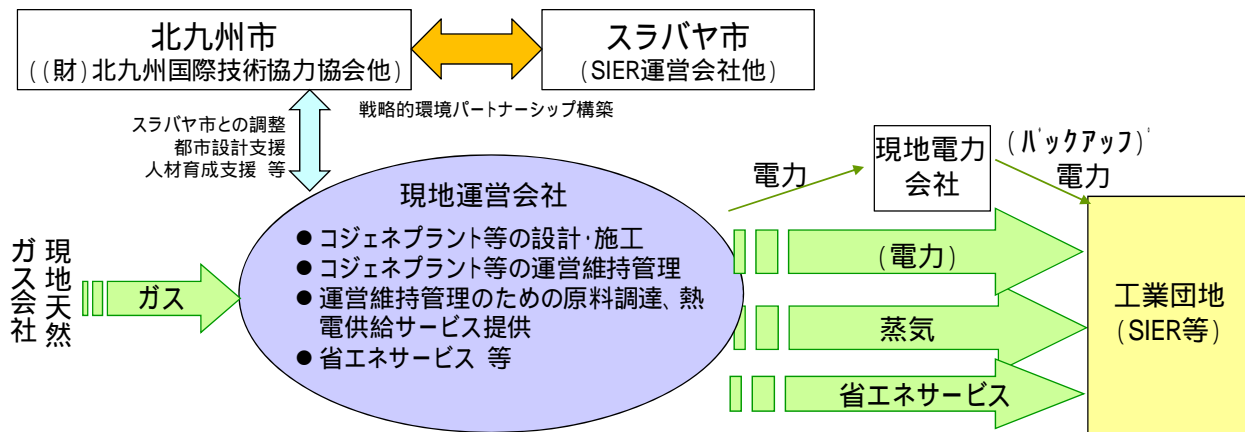 北九州市
((財)北九州国際技術協力協会他)
スラバヤ市
(SIER運営会社他)
戦略的環境パートナーシップ構築
スラバヤ市との調整
都市設計支援
人材育成支援 等
現地電力
会社
(バックアップ)
電力
電力
現地運営会社
● コジェネプラント等の設計・施工
● コジェネプラント等の運営維持管理
● 運営維持管理のための原料調達、熱
電供給サービス提供
● 省エネサービス 等
現地天然
ガス会社
ガス
(電力)
蒸気
省エネサービス
工業団地
(SIER等)